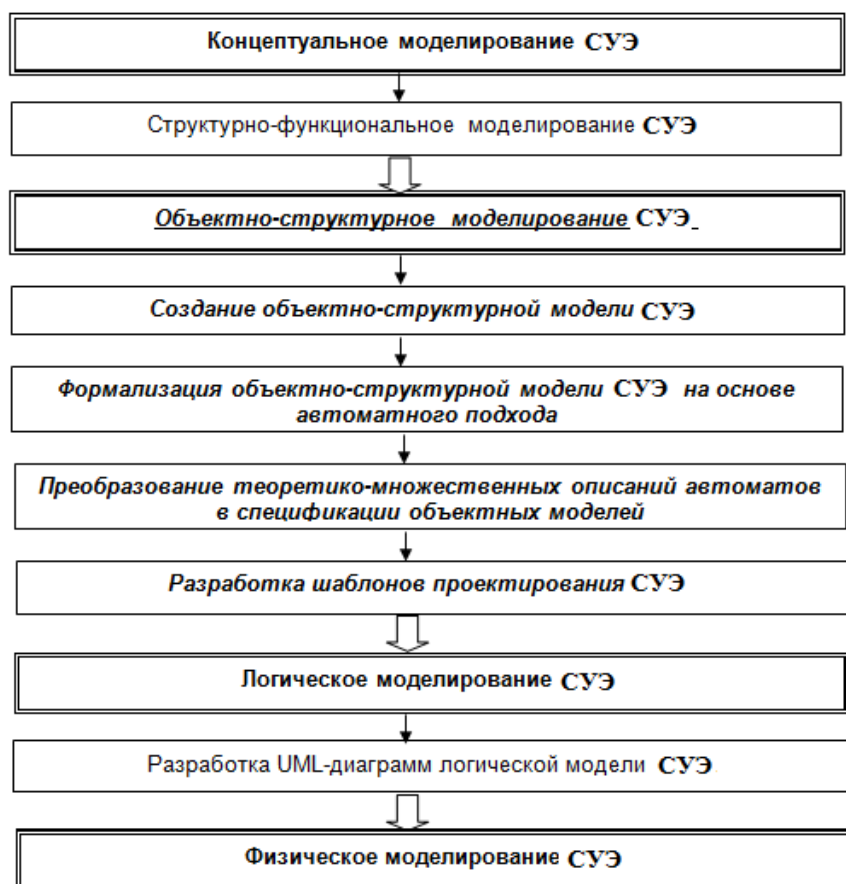 Концептуальное моделирование СУЭ
Структурно-функциональное моделирование СУЭ
Объектно-структурное моделирование СУЭ
Создание объектно-структурной модели СУЭ
Формализация объектно-структурной модели СУЭ на основе
автоматного подхода
Преобразование теоретико-множественных описаний автоматов
в спецификации объектных моделей
Разработка шаблонов проектирования СУЭ
Логическое моделирование СУЭ
Разработка UML-диаграмм логической модели СУЭ
Физическое моделирование СУЭ